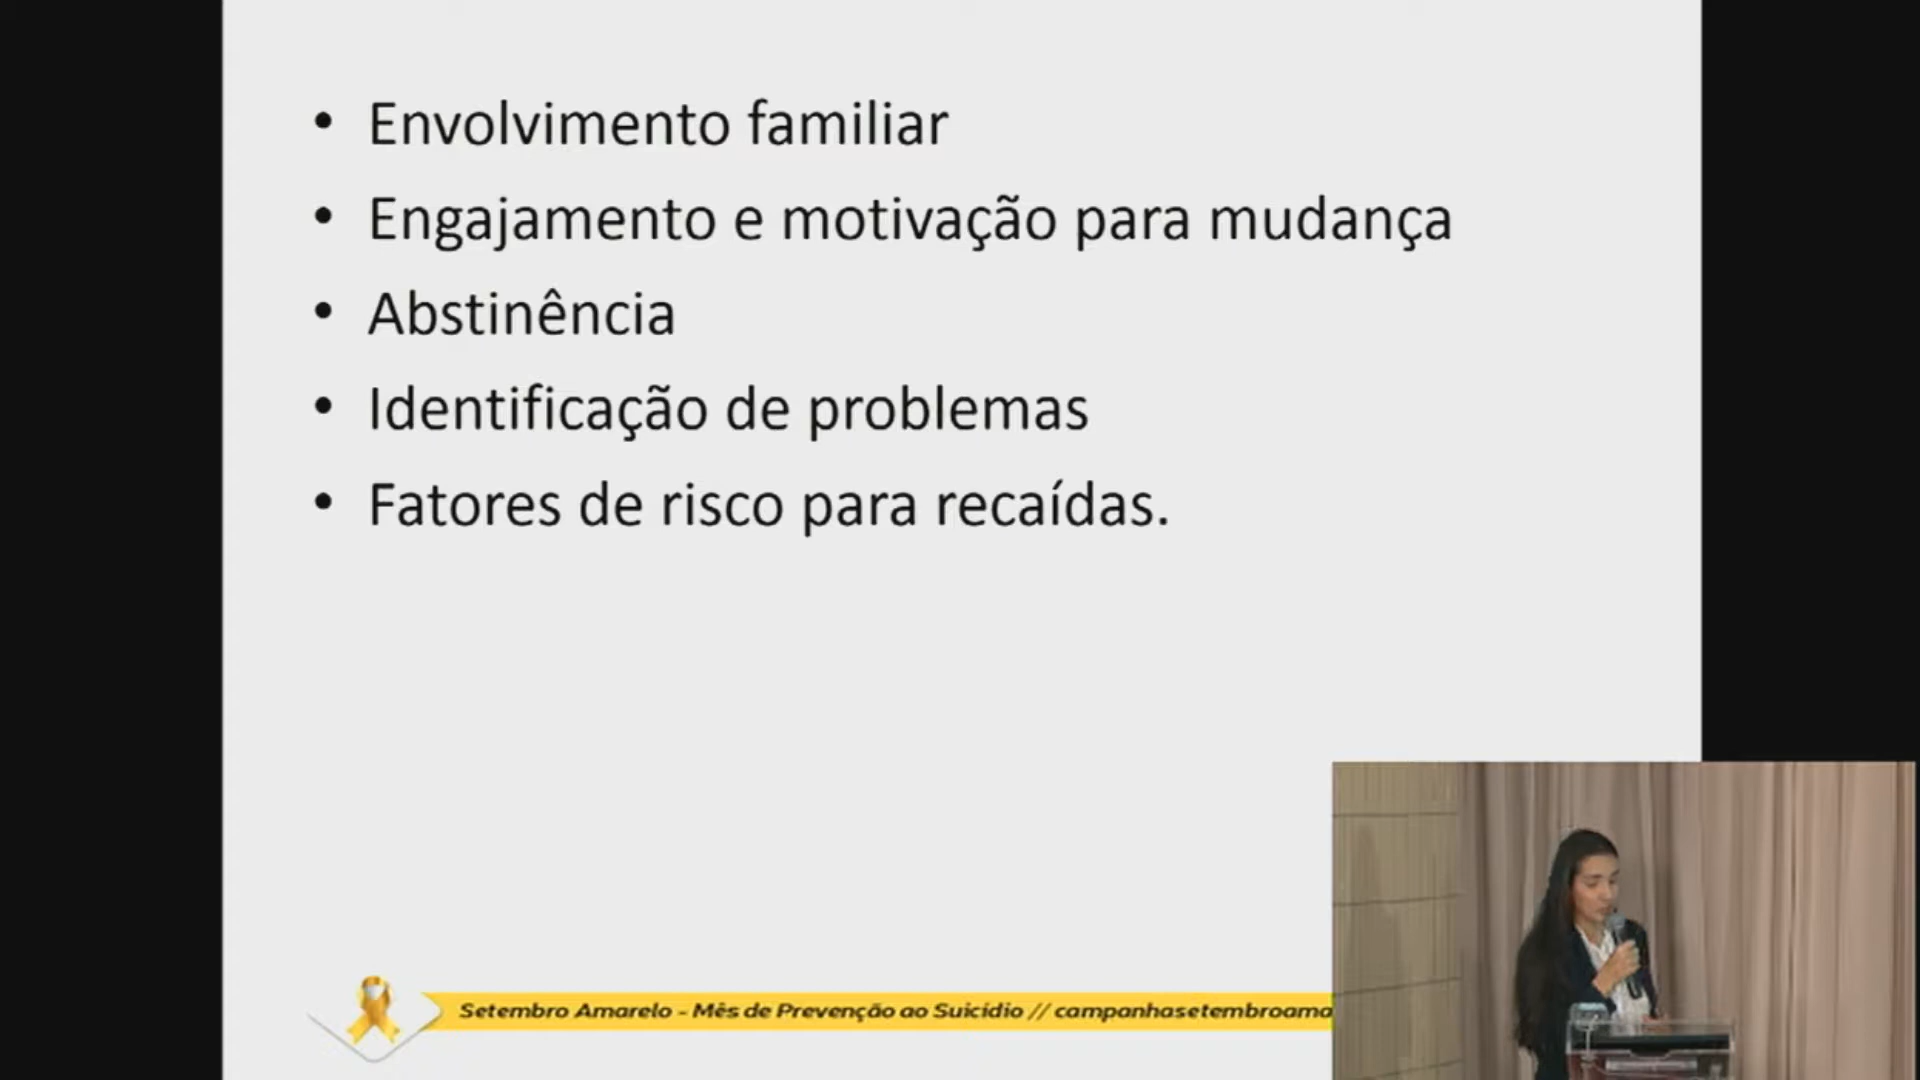 • Envolvimento familiar
• Engajamento e motivação para mudança
• Abstinência
• Identificação de problemas
• Fatores de risco para recaídas.
Setembro Amarelo - Mês de Prevenção ao Suicídio // campanhasetembroama